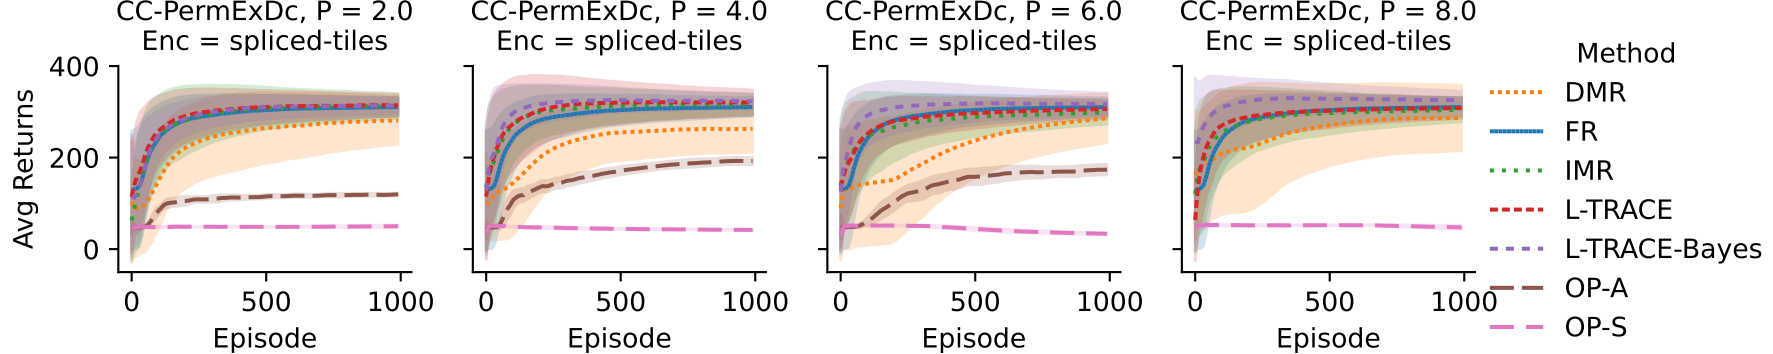 CC-PermExDc, P = 2.0
Enc = spliced-tiles
CC-PermExDc, P = 4.0
Enc = spliced-tiles
CC-PermExDc, P = 6.0
Enc = spliced-tiles
CC-PermExDc, P = 8.0
Enc = spliced-tiles
Avg Returns
400
200
0
0 500 1000
Episode
0 500 1000
Episode
0 500 1000
Episode
0 500 1000
Episode
Method
DMR
FR
IMR
L-TRACE
L-TRACE-Bayes
OP-A
OP-S